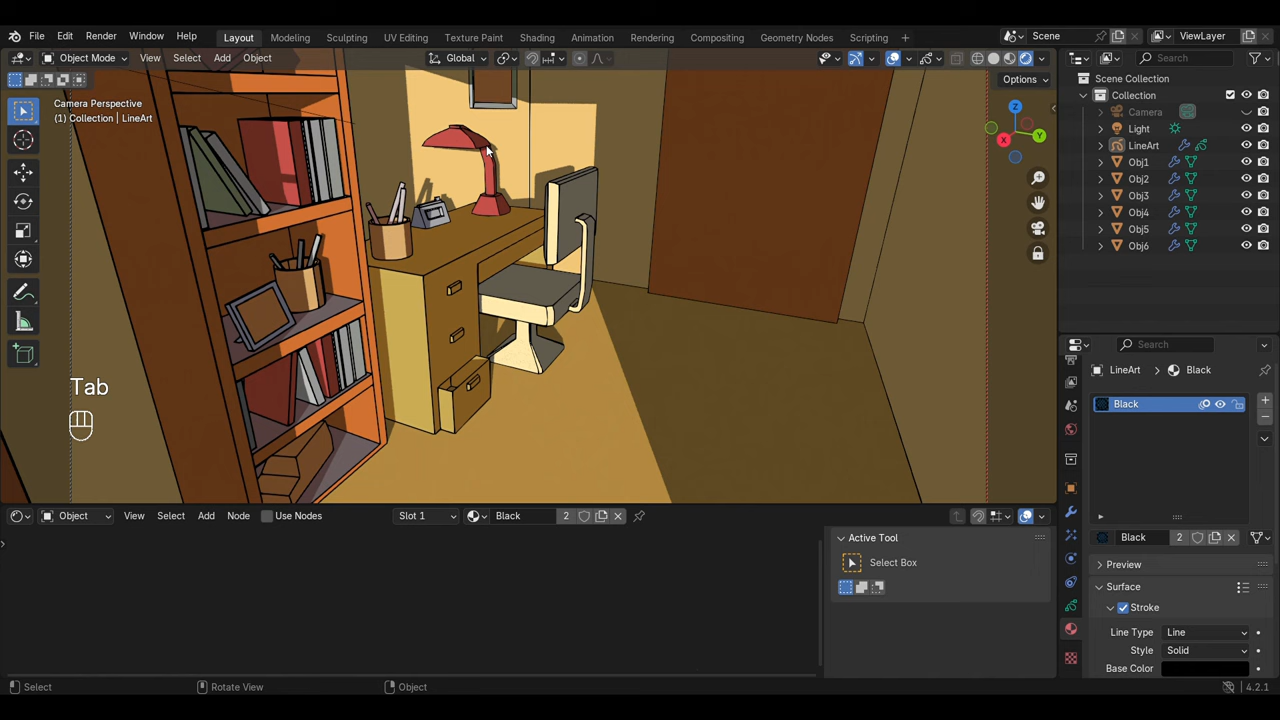 File Edit Render Window Help Layout Modeling Sculpting UV Editing Texture Paint Shading Animation Rendering Compositing Geometry Nodes Scripting + Scene ViewLayer
Object Mode View Select Add Object Global
Options
Search
Camera Perspective
(1) Collection | LineArt
Scene Collection
Collection
Camera
Light
LineArt
Obj1
Obj2
Obj3
Obj4
Obj5
Obj6
X
Y
Z
Tab
Search
LineArt > Black
Black
Black 2
Preview
Surface
Stroke
Line Type Line
Style Solid
Base Color
Object View Select Add Node Use Nodes Slot 1 Black 2
Active Tool
Select Box
Select Rotate View Object 4.2.1